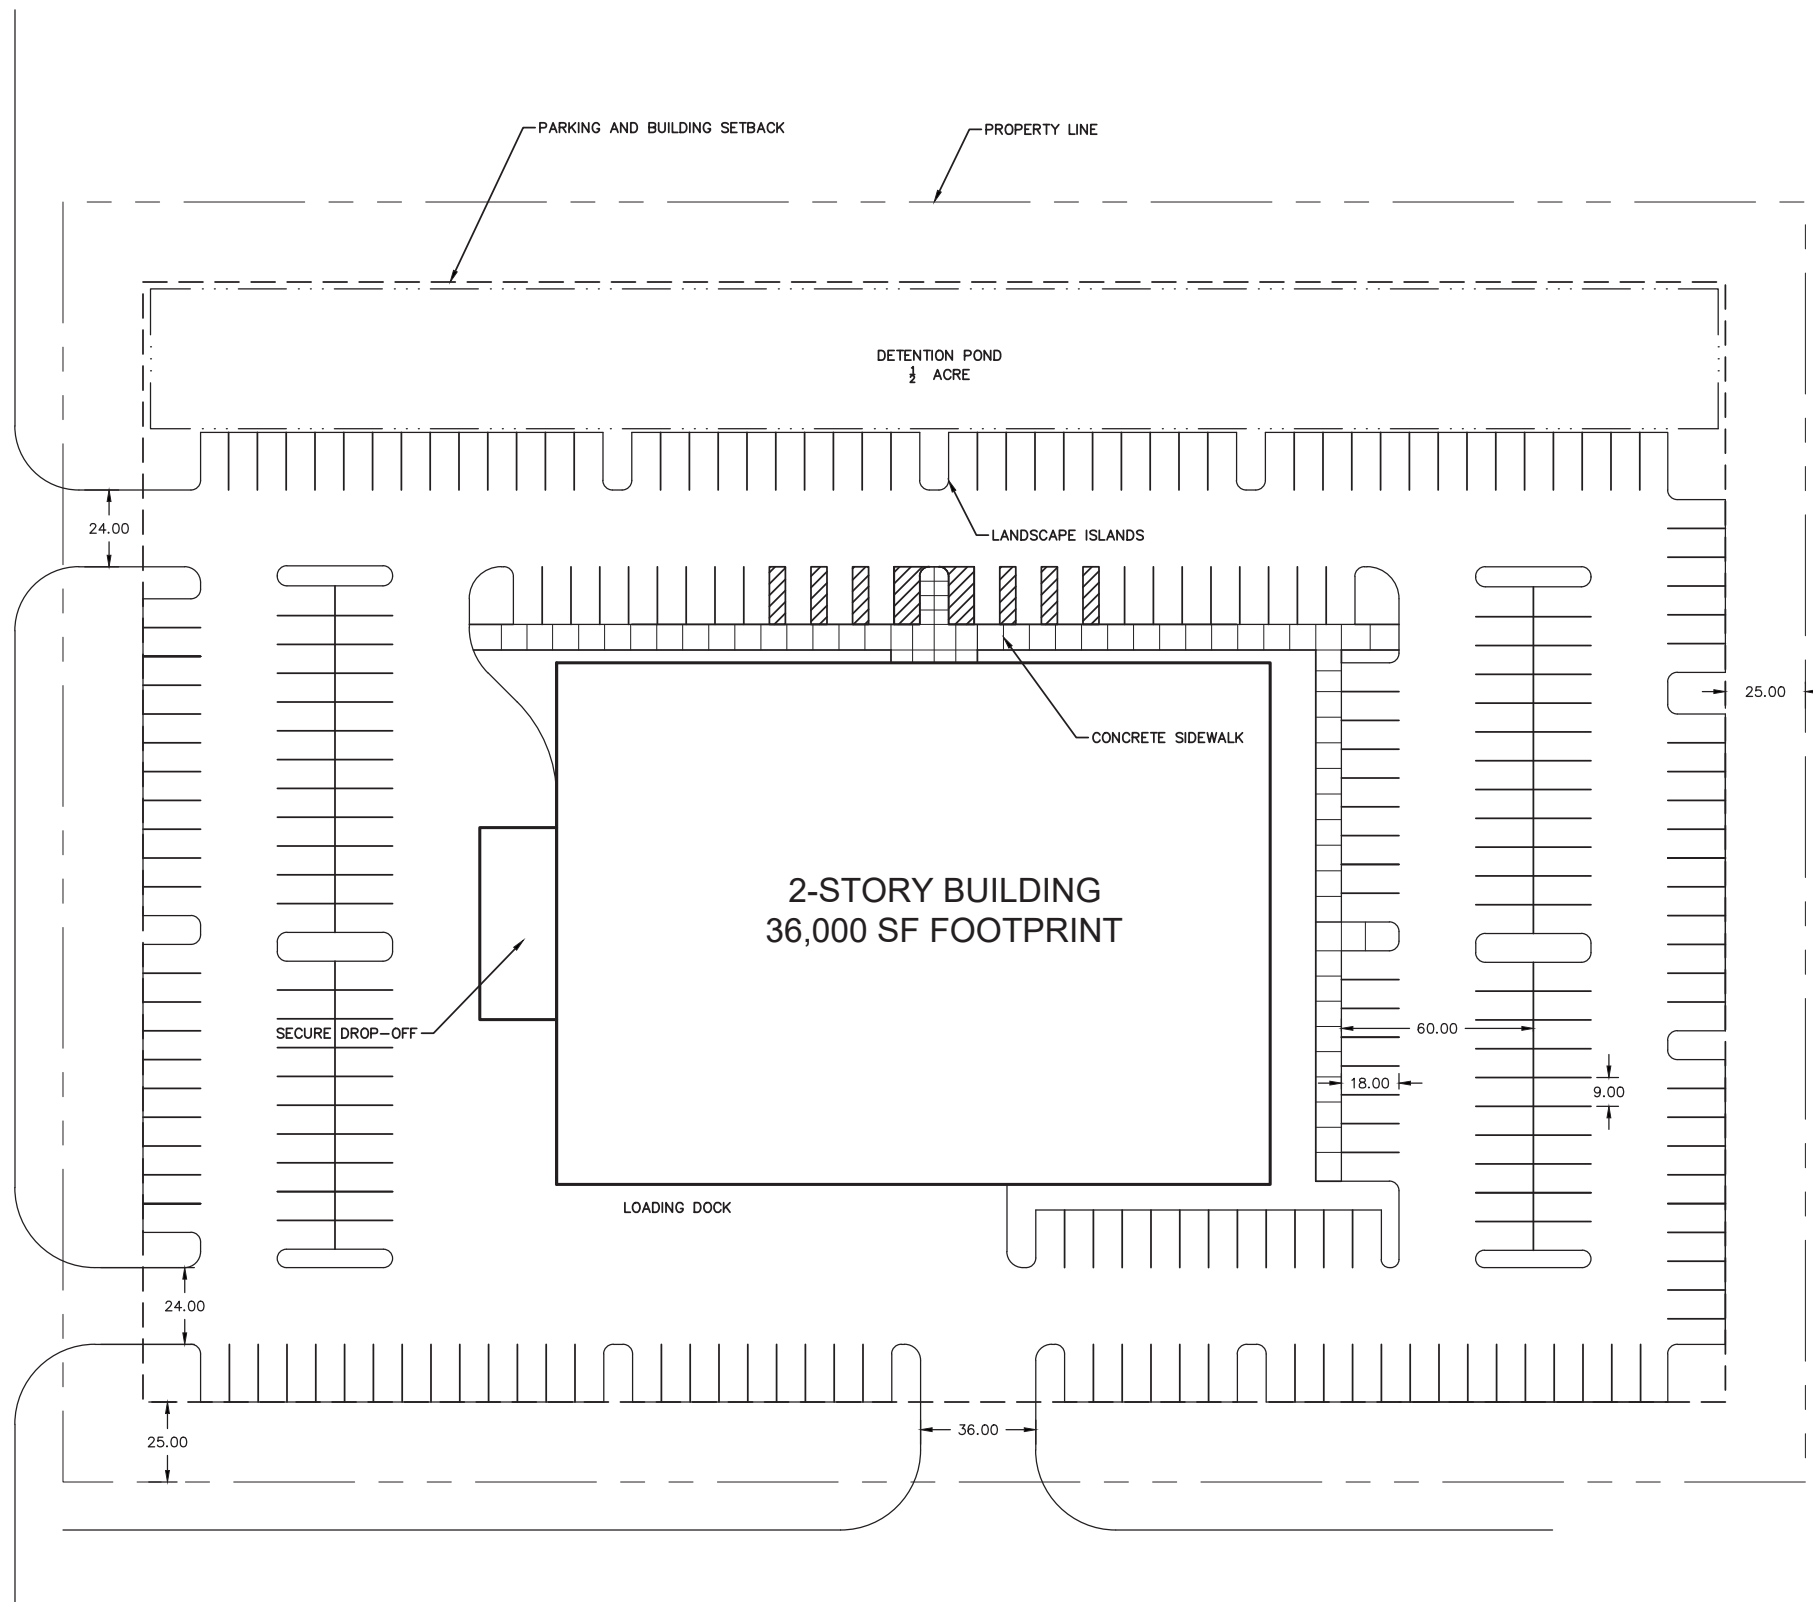 PARKING AND BUILDING SETBACK
PROPERTY LINE
DETENTION POND
1/2 ACRE
24.00
LANDSCAPE ISLANDS
25.00
CONCRETE SIDEWALK
2-STORY BUILDING
36,000 SF FOOTPRINT
SECURE DROP-OFF
60.00
18.00
9.00
LOADING DOCK
24.00
25.00
36.00